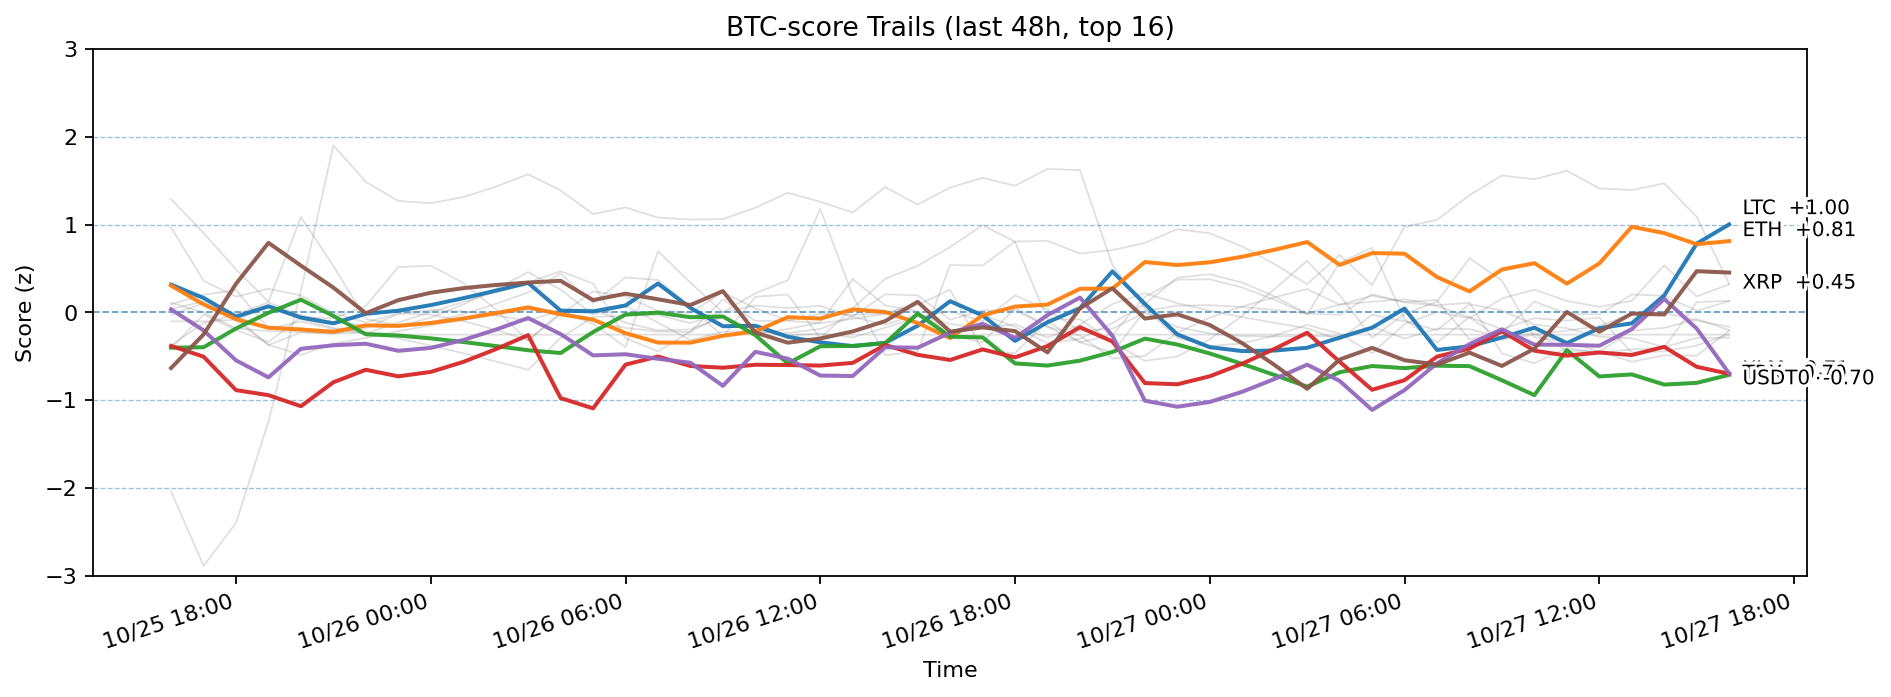 BTC-score Trails (last 48h, top 16)
Score (z)
3
2
1
0
−1
−2
−3
LTC +1.00
ETH +0.81
XRP +0.45
USDT0 -0.70
10/25 18:00
10/26 00:00
10/26 06:00
10/26 12:00
10/26 18:00
10/27 00:00
10/27 06:00
10/27 12:00
10/27 18:00
Time